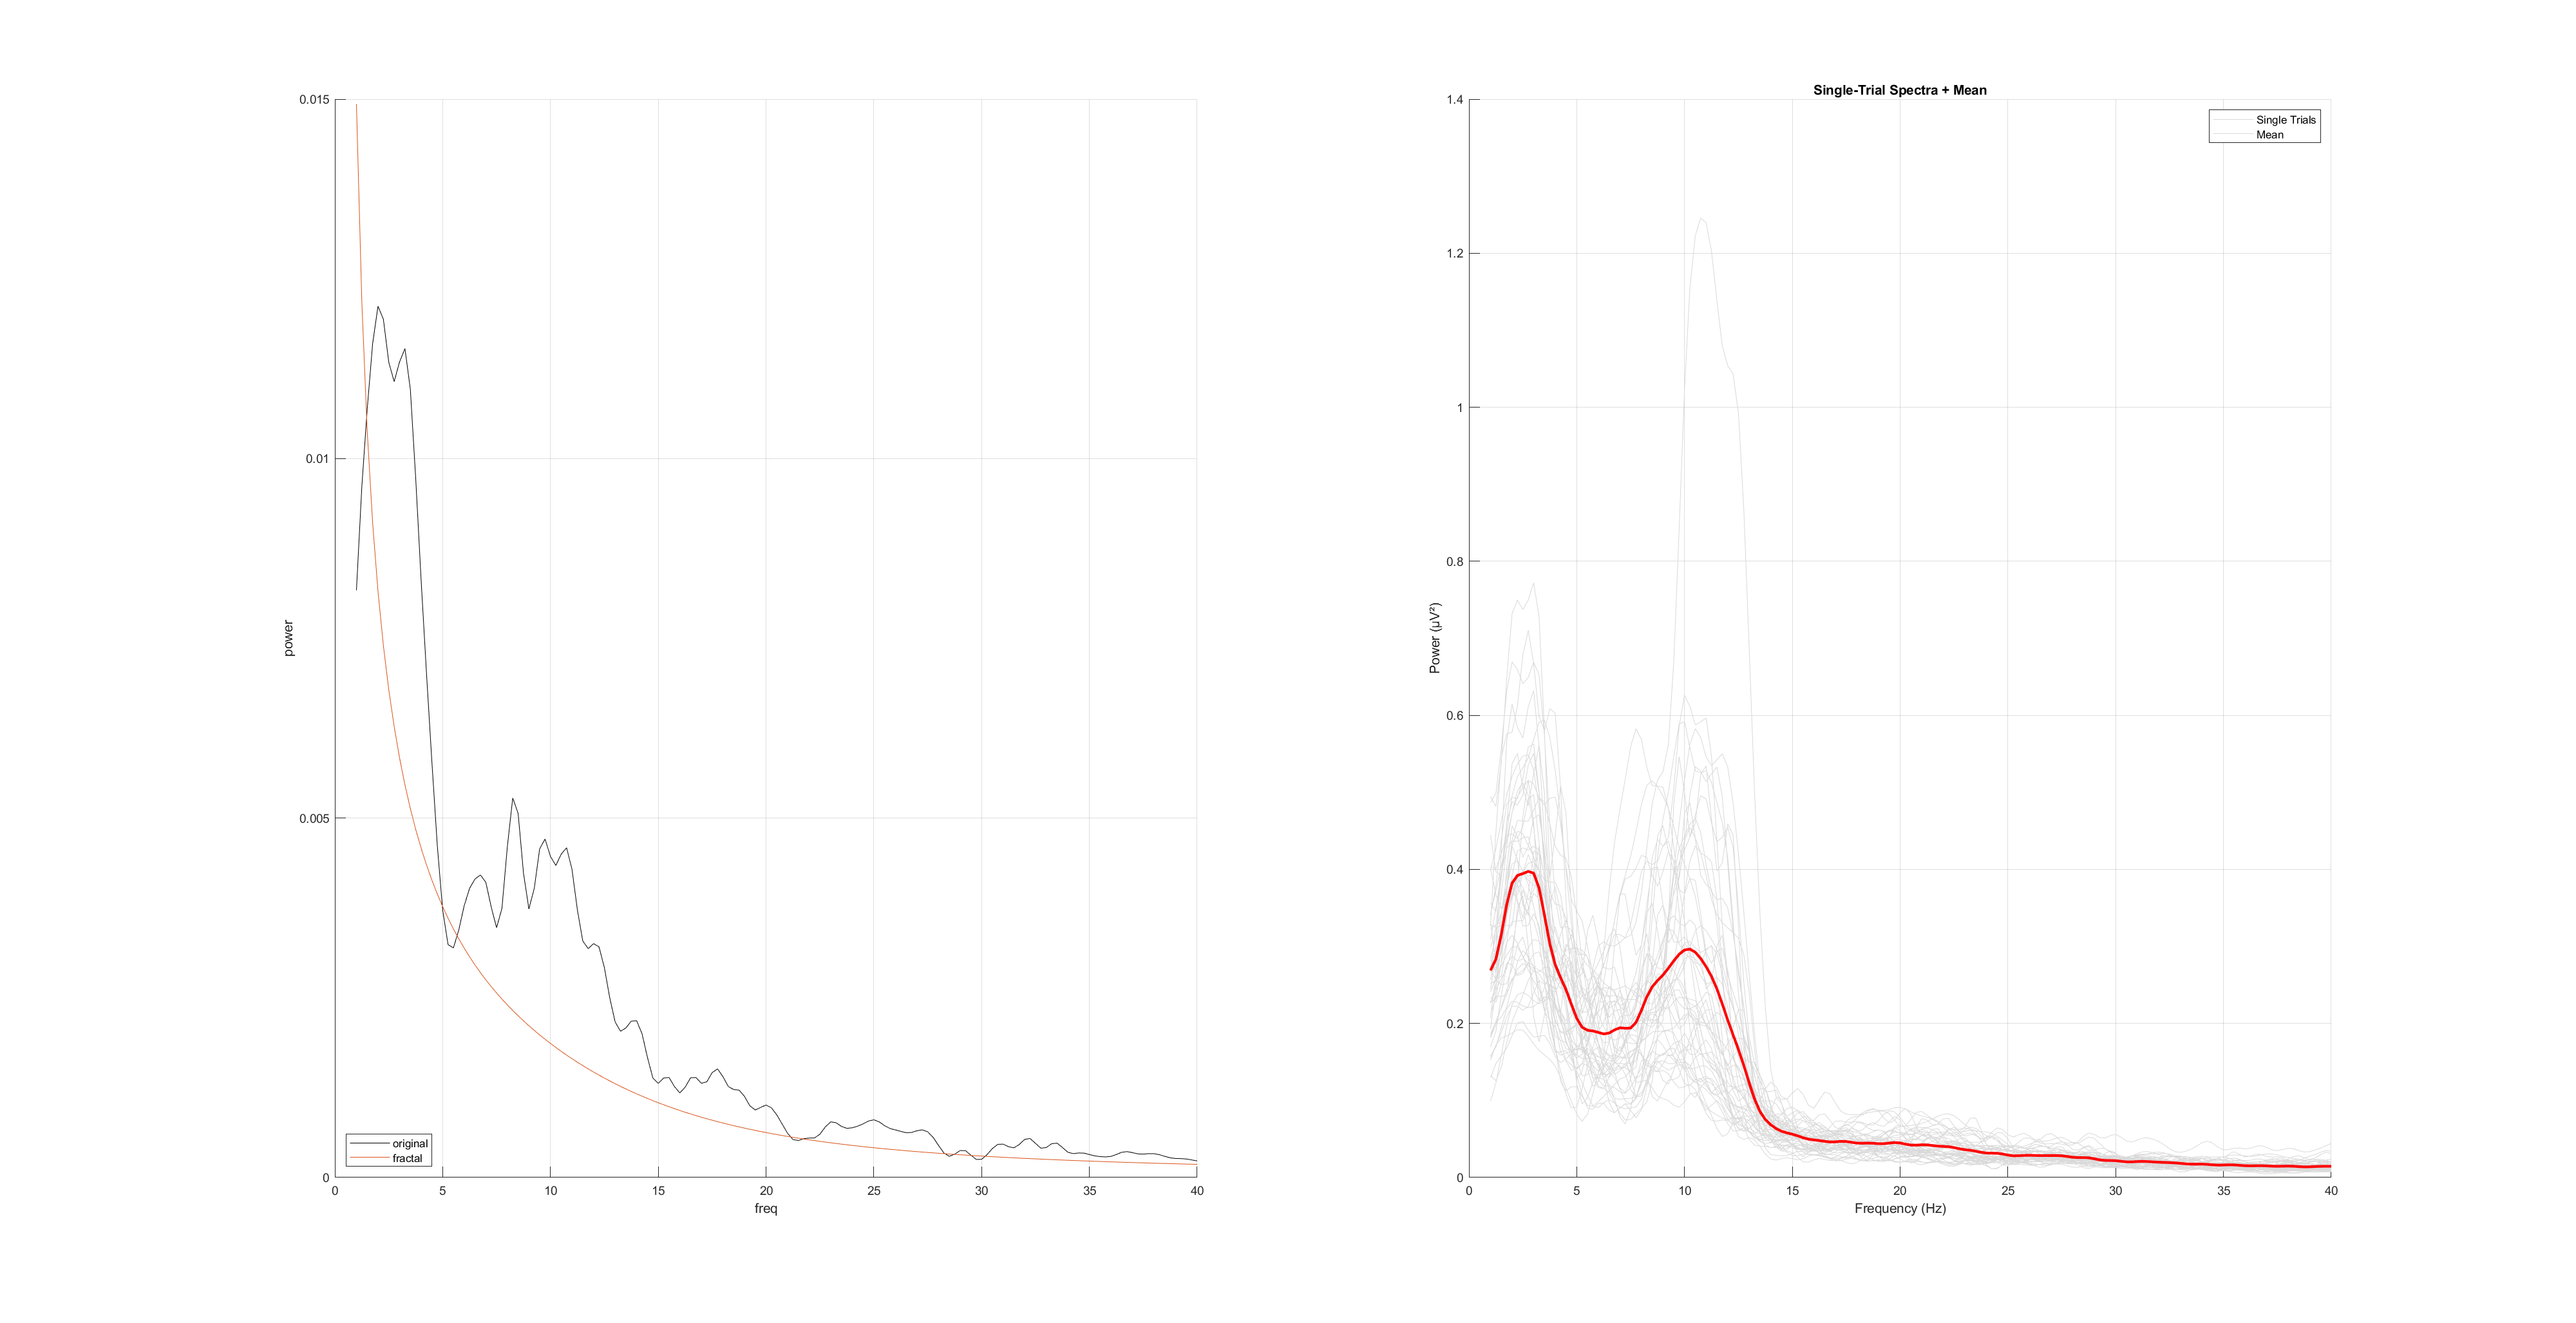 0.015
0.01
0.005
0
0 5 10 15 20 25 30 35 40
power
freq
original
fractal
Single-Trial Spectra + Mean
1.4
1.2
1
0.8
0.6
0.4
0.2
0
0 5 10 15 20 25 30 35 40
Power (µV²)
Frequency (Hz)
Single Trials
Mean